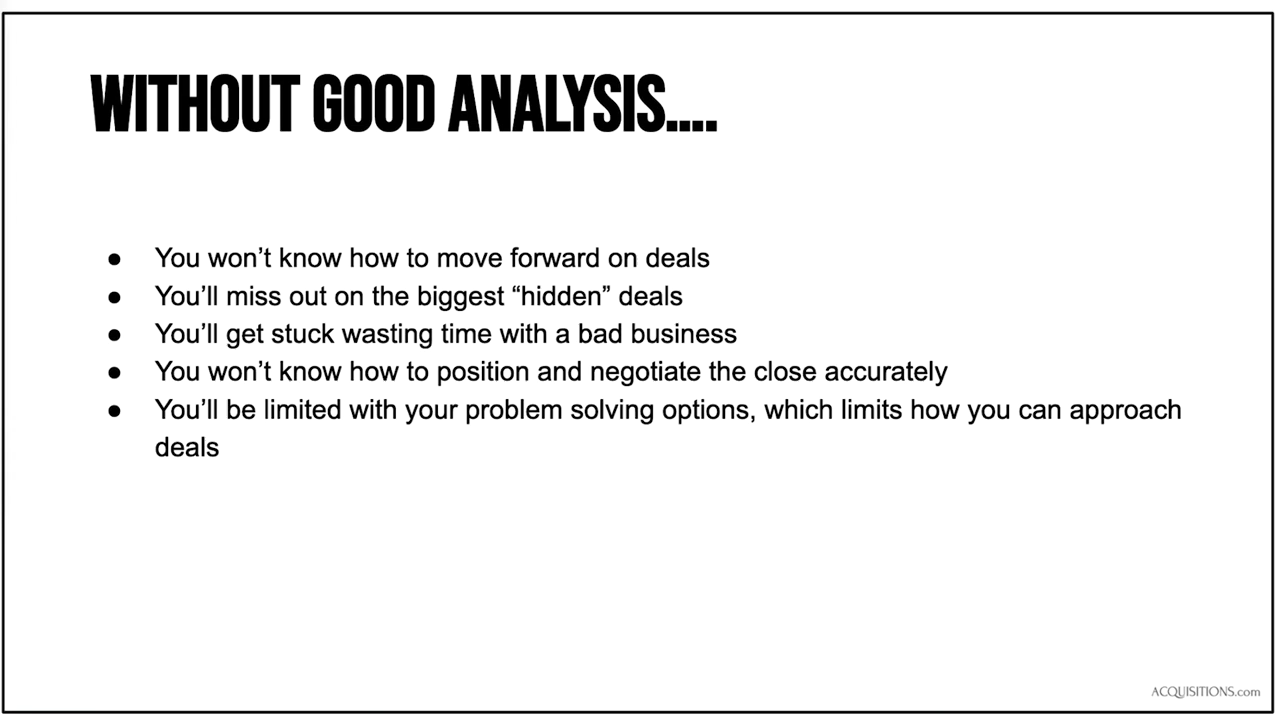 WITHOUT GOOD ANALYSIS....
● You won’t know how to move forward on deals
● You’ll miss out on the biggest “hidden” deals
● You’ll get stuck wasting time with a bad business
● You won’t know how to position and negotiate the close accurately
● You’ll be limited with your problem solving options, which limits how you can approach
deals
ACQUISITIONS.com